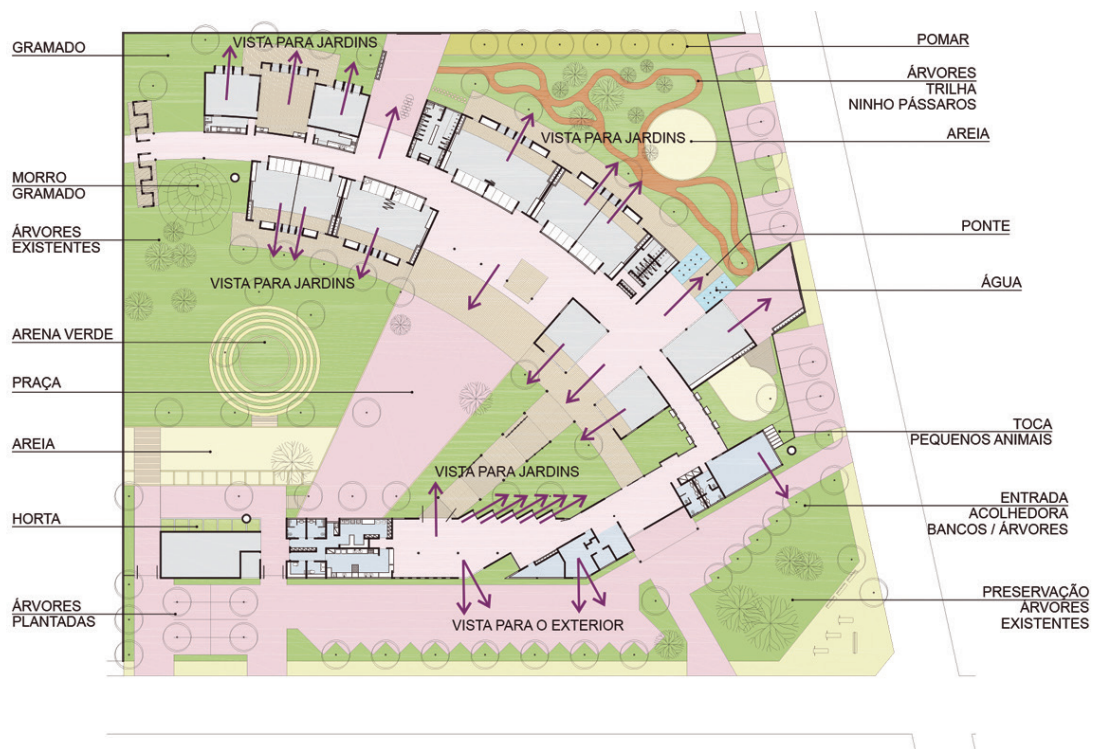 VISTA PARA JARDINS
GRAMADO
POMAR
ÁRVORES
TRILHA
NINHO PÁSSAROS
AREIA
VISTA PARA JARDINS
MORRO
GRAMADO
ÁRVORES
EXISTENTES
PONTE
VISTA PARA JARDINS
ÁGUA
ARENA VERDE
PRAÇA
TOCA
PEQUENOS ANIMAIS
AREIA
VISTA PARA JARDINS
ENTRADA
ACOLHEDORA
BANCOS / ÁRVORES
HORTA
PRESERVAÇÃO
ÁRVORES
EXISTENTES
ÁRVORES
PLANTADAS
VISTA PARA O EXTERIOR